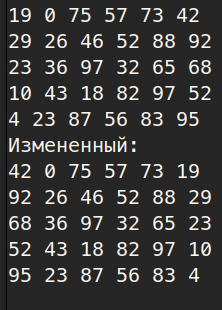 19 0 75 57 73 42
29 26 46 52 88 92
23 36 97 32 65 68
10 43 18 82 97 52
4 23 87 56 83 95
Измененный:
42 0 75 57 73 19
92 26 46 52 88 29
68 36 97 32 65 23
52 43 18 82 97 10
95 23 87 56 83 4